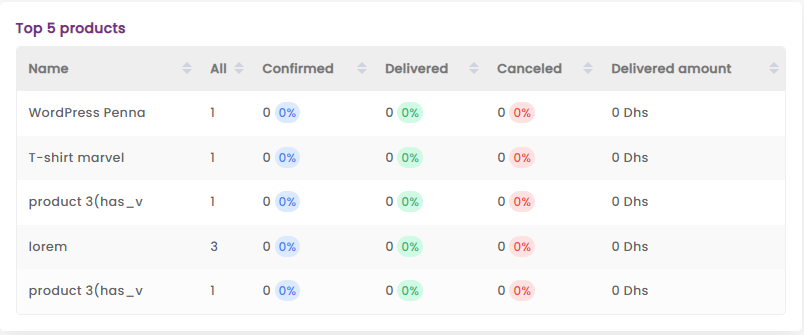 Top 5 products
Name All Confirmed Delivered Canceled Delivered amount
WordPress Penna 1 0 0% 0 0% 0 0% 0 Dhs
T-shirt marvel 1 0 0% 0 0% 0 0% 0 Dhs
product 3(has_v 1 0 0% 0 0% 0 0% 0 Dhs
lorem 3 0 0% 0 0% 0 0% 0 Dhs
product 3(has_v 1 0 0% 0 0% 0 0% 0 Dhs